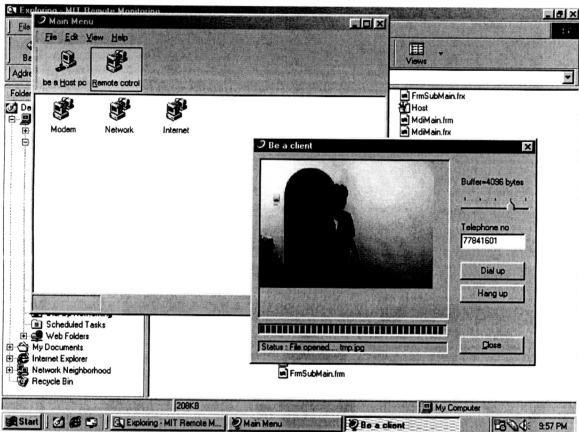 Exploring - MIT Remote Monitoring
Main Menu
File Edit View Help
be a Host pc
Remote cotrol
Views
Modem
Network
Internet
FrmSubMain.frx
Host
MdiMain.frm
MdiMain.frx
Be a client
Buffer=4096 bytes
Telephone no
77841601
Dial up
Hang up
Close
Status : File opened.... tmp.jpg
Scheduled Tasks
Web Folders
My Documents
Internet Explorer
Network Neighborhood
Recycle Bin
FrmSubMain.frm
208KB
My Computer
Start
Exploring - MIT Remote M...
Main Menu
Be a client
9:57 PM